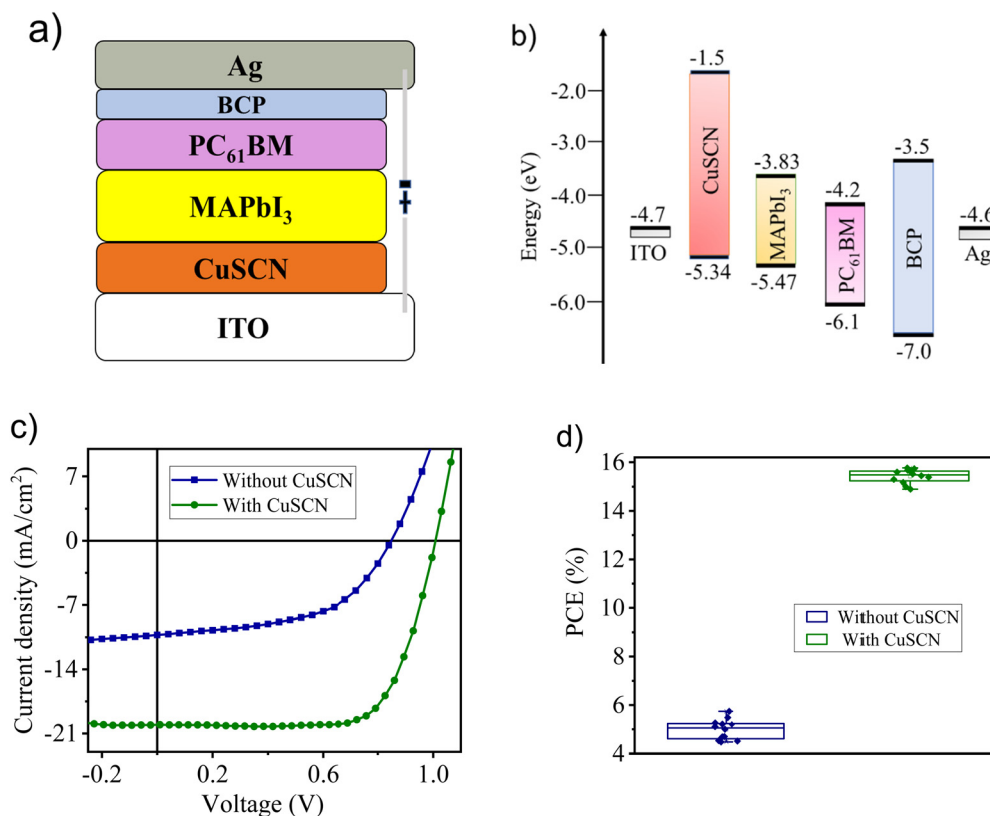 a)
Ag
BCP
PC₆₁BM
MAPbI₃
CuSCN
ITO
b)
Energy (eV)
-2.0
-3.0
-4.0
-5.0
-6.0
-4.7
ITO
-1.5
CuSCN
-5.34
-3.83
MAPbI₃
-5.47
-4.2
PC₆₁BM
-6.1
-3.5
BCP
-7.0
-4.6
Ag
c)
Current density (mA/cm²)
7
0
-7
-14
-21
Without CuSCN
With CuSCN
-0.2 0.2 0.6 1.0
Voltage (V)
d)
PCE (%)
16
14
12
10
8
6
4
Without CuSCN
With CuSCN